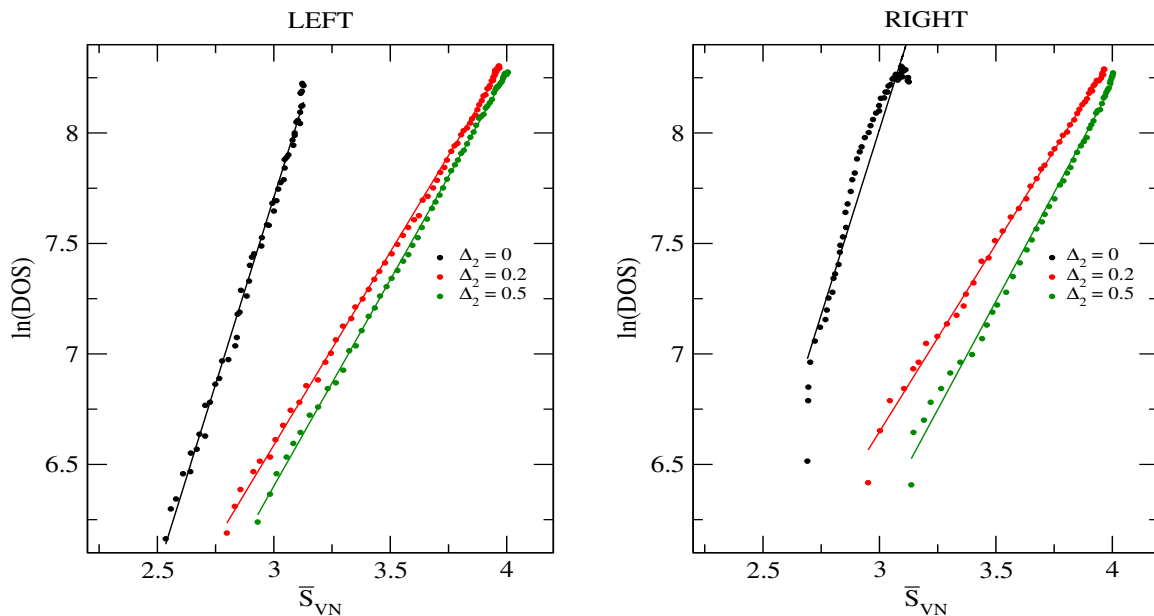 LEFT
8
7.5
7
6.5
ln(DOS)
Δ₂ = 0
Δ₂ = 0.2
Δ₂ = 0.5
2.5 3 3.5 4
S̅_VN
RIGHT
8
7.5
7
6.5
ln(DOS)
Δ₂ = 0
Δ₂ = 0.2
Δ₂ = 0.5
2.5 3 3.5 4
S̅_VN